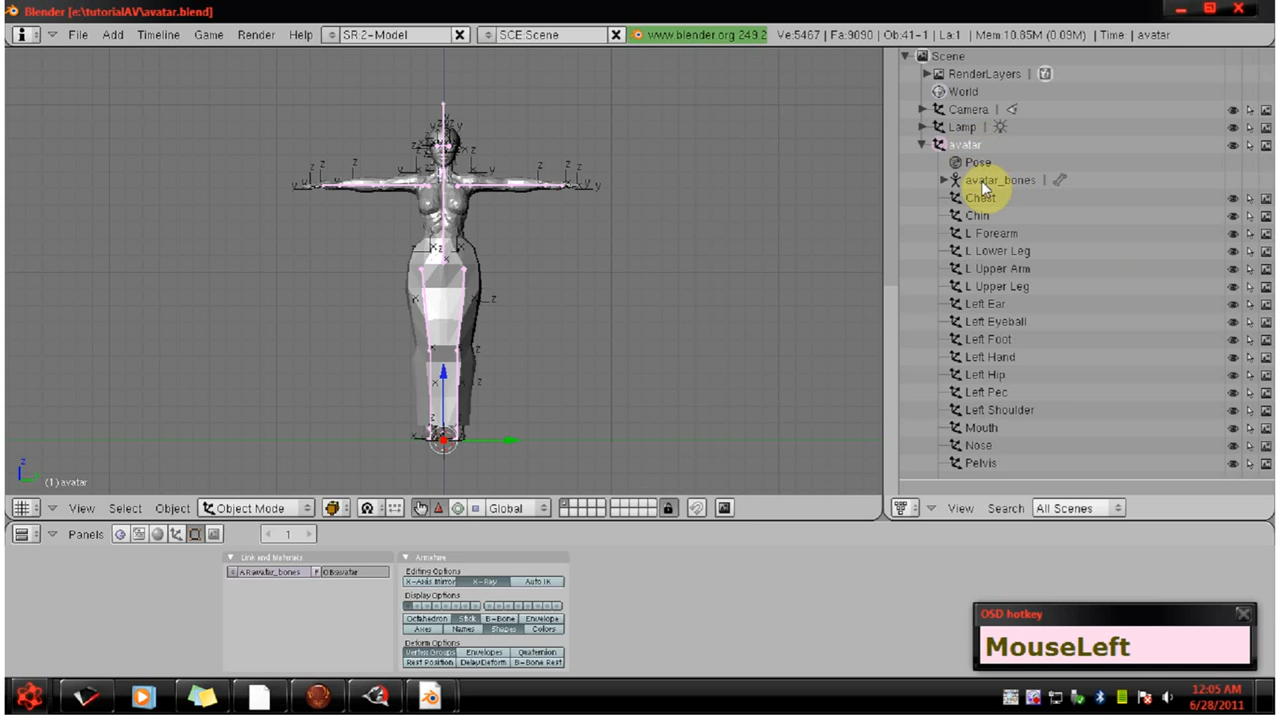 Blender [e:\tutorialAV\avatar.blend]
File Add Timeline Game Render Help SR:2-Model SCE:Scene www.blender.org 249.2 Ve:5467 | Fa:9090 | Ob:41-1 | La:1 | Mem:10.85M (0.09M) | Time: | avatar
Scene
RenderLayers |
World
Camera |
Lamp |
avatar
Pose
avatar_bones |
Chest
Chin
L Forearm
L Lower Leg
L Upper Arm
L Upper Leg
Left Ear
Left Eyeball
Left Foot
Left Hand
Left Hip
Left Pec
Left Shoulder
Mouth
Nose
Pelvis
(1) avatar
View Select Object Object Mode Global
View Search All Scenes
Panels 1
Link and Materials
AR:avatar_bones F OB:avatar
Armature
Editing Options
X-Axis Mirror X-Ray Auto IK
Display Options
Octahedron Stick B-Bone Envelope
Axes Names Shapes Colors
Deform Options
Vertex Groups Envelopes Quaternion
Rest Position Delay Deform B-Bone Rest
OSD hotkey
MouseLeft
12:05 AM
6/28/2011